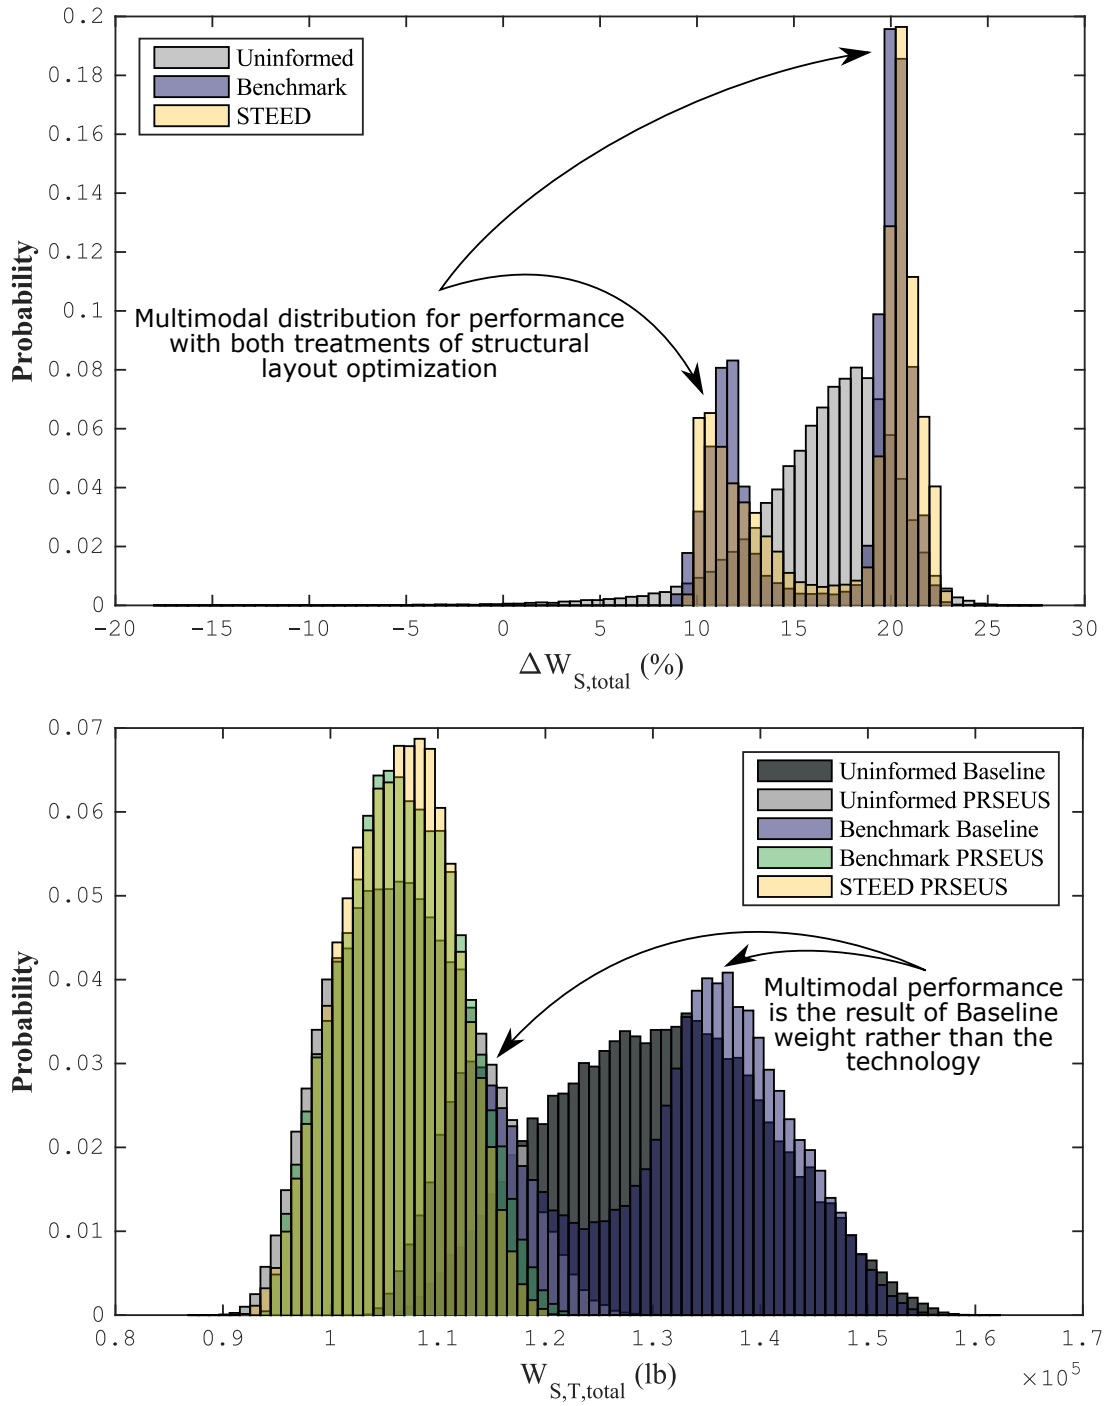 0.2
0.18
0.16
0.14
0.12
0.1
0.08
0.06
0.04
0.02
0
Probability
Uninformed
Benchmark
STEED
Multimodal distribution for performance
with both treatments of structural
layout optimization
-20 -15 -10 -5 0 5 10 15 20 25 30
ΔW_S,total (%)
0.07
0.06
0.05
0.04
0.03
0.02
0.01
0
Probability
Uninformed Baseline
Uninformed PRSEUS
Benchmark Baseline
Benchmark PRSEUS
STEED PRSEUS
Multimodal performance
is the result of Baseline
weight rather than the
technology
0.8 0.9 1 1.1 1.2 1.3 1.4 1.5 1.6 1.7
W_S,T,total (lb)
×10^5